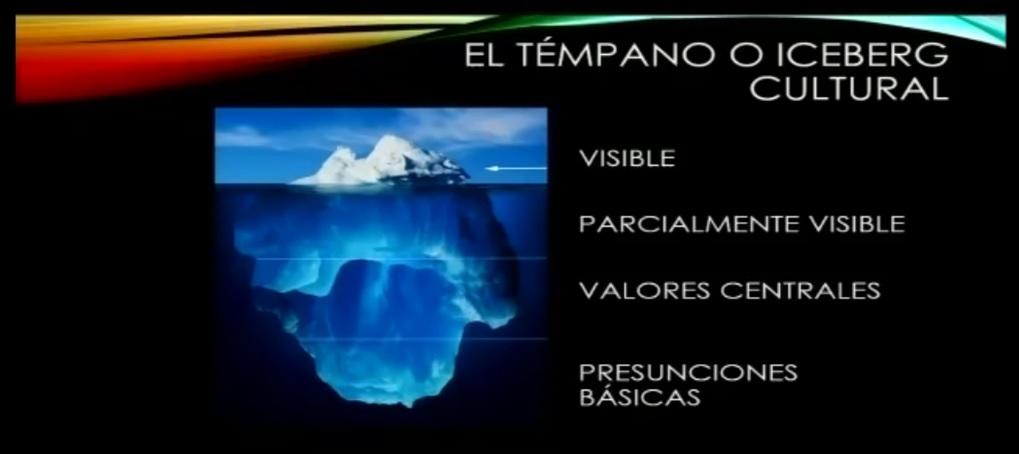 EL TÉMPANO O ICEBERG
CULTURAL
VISIBLE
PARCIALMENTE VISIBLE
VALORES CENTRALES
PRESUNCIONES
BÁSICAS